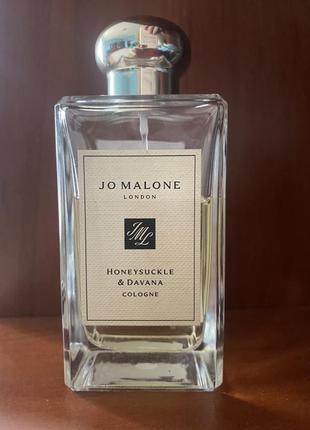 JO MALONE
LONDON
JML
HONEYSUCKLE
& DAVANA
COLOGNE